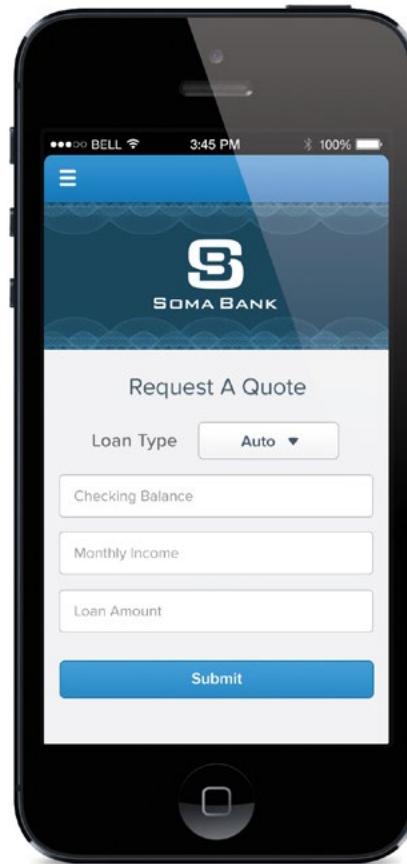 BELL 3:45 PM 100%
SB
SOMA BANK
Request A Quote
Loan Type Auto
Checking Balance
Monthly Income
Loan Amount
Submit